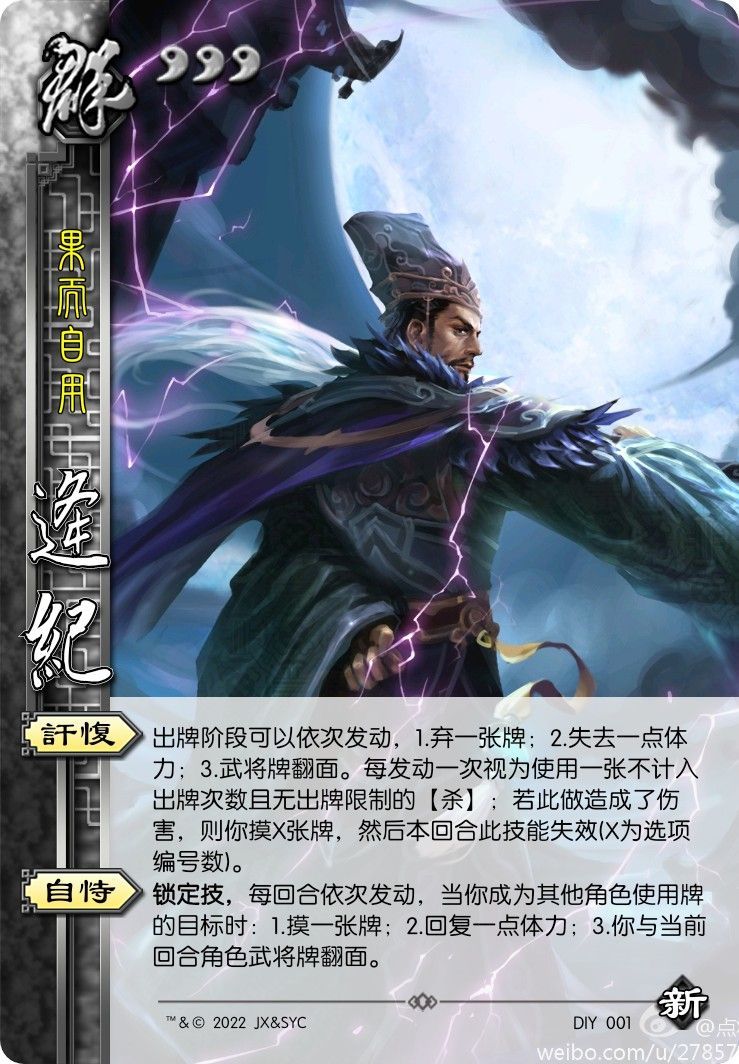 群
果而自用
逢紀
訐愎
出牌阶段可以依次发动，1.弃一张牌；2.失去一点体
力；3.武将牌翻面。每发动一次视为使用一张不计入
出牌次数且无出牌限制的【杀】；若此做造成了伤
害，则你摸X张牌，然后本回合此技能失效(X为选项
编号数)。
自恃
锁定技，每回合依次发动，当你成为其他角色使用牌
的目标时：1.摸一张牌；2.回复一点体力；3.你与当前
回合角色武将牌翻面。
™&© 2022 JX&SYC
DIY 001
新
@点
weibo.com/u/27857